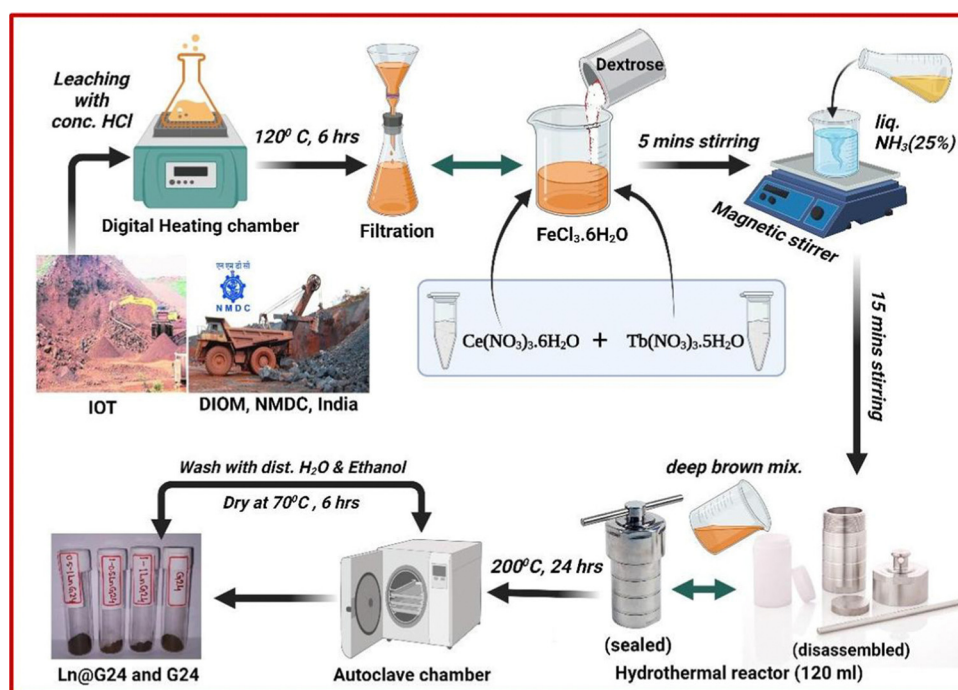 Leaching
with
conc. HCl
120⁰ C, 6 hrs
Digital Heating chamber
Filtration
Dextrose
FeCl₃.6H₂O
5 mins stirring
liq.
NH₃(25%)
Magnetic stirrer
एन एम डी सी
NMDC
IOT
DIOM, NMDC, India
Ce(NO₃)₃.6H₂O + Tb(NO₃)₃.5H₂O
15 mins stirring
Wash with dist. H₂O & Ethanol
Dry at 70⁰C , 6 hrs
deep brown mix.
200⁰C, 24 hrs
(sealed)
(disassembled)
Hydrothermal reactor (120 ml)
Autoclave chamber
G24
Ln@G24 and G24